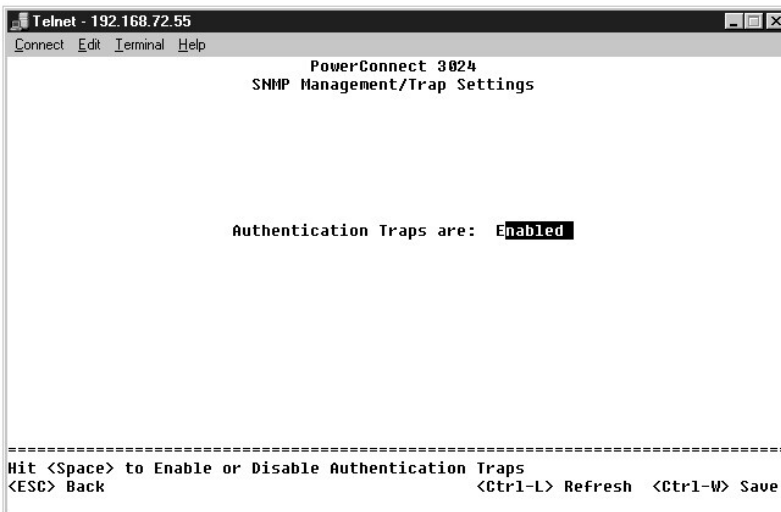 Telnet - 192.168.72.55
Connect Edit Terminal Help
PowerConnect 3024
SNMP Management/Trap Settings
Authentication Traps are: Enabled
================================================================================
Hit <Space> to Enable or Disable Authentication Traps
<ESC> Back <Ctrl-L> Refresh <Ctrl-W> Save